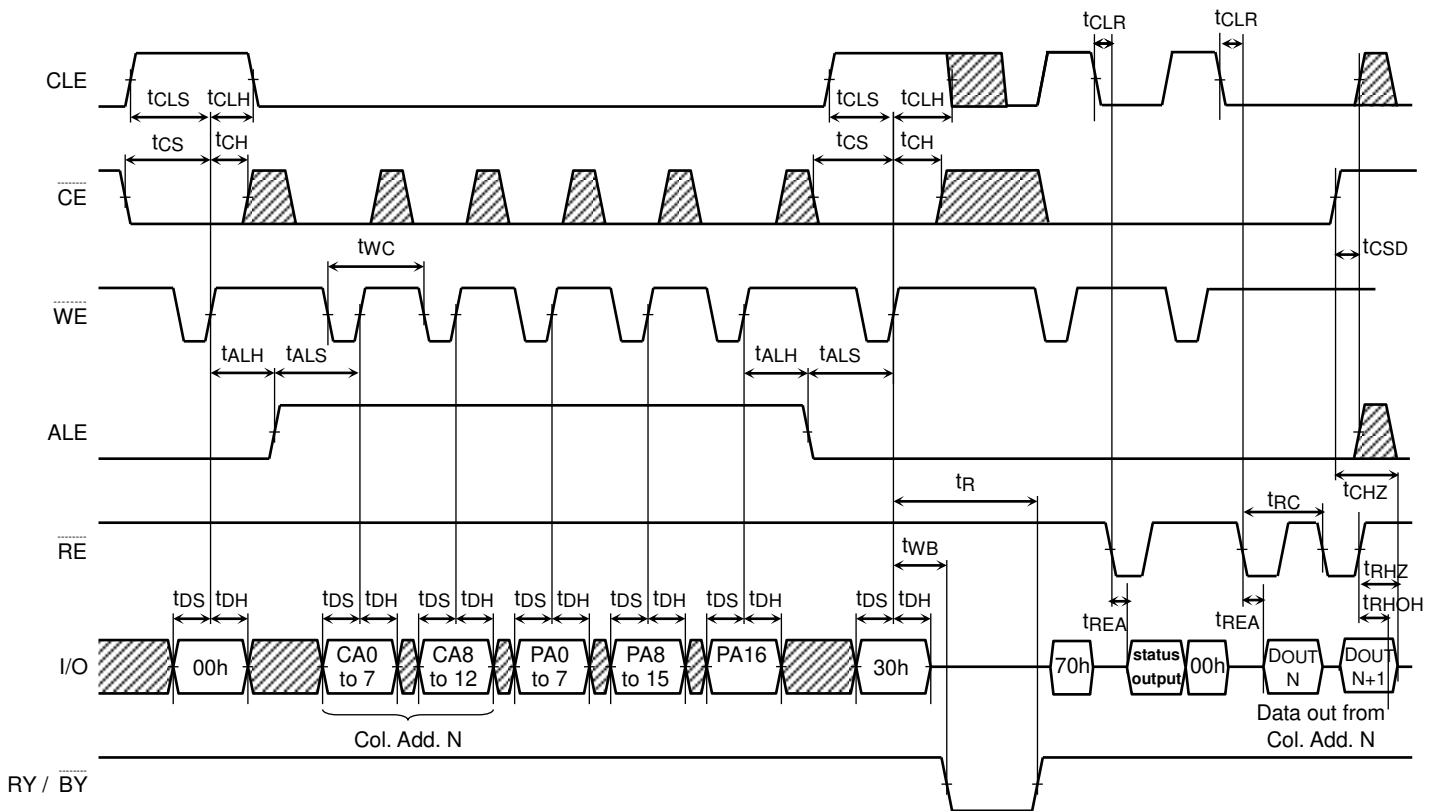 tCLR tCLR
CLE
tCLS tCLH tCLS tCLH
tCS tCH tCS tCH
CE
tWC tCSD
WE
tALH tALS tALH tALS
ALE
tR tCHZ
tRC
RE
tWB
tRHZ
tDS tDH tDS tDH tDS tDH tDS tDH tDS tDH tDS tDH tDS tDH tRHOH
tREA tREA
I/O 00h CA0 to 7 CA8 to 12 PA0 to 7 PA8 to 15 PA16 30h 70h status output 00h DOUT N DOUT N+1
Col. Add. N
Data out from
Col. Add. N
RY / BY